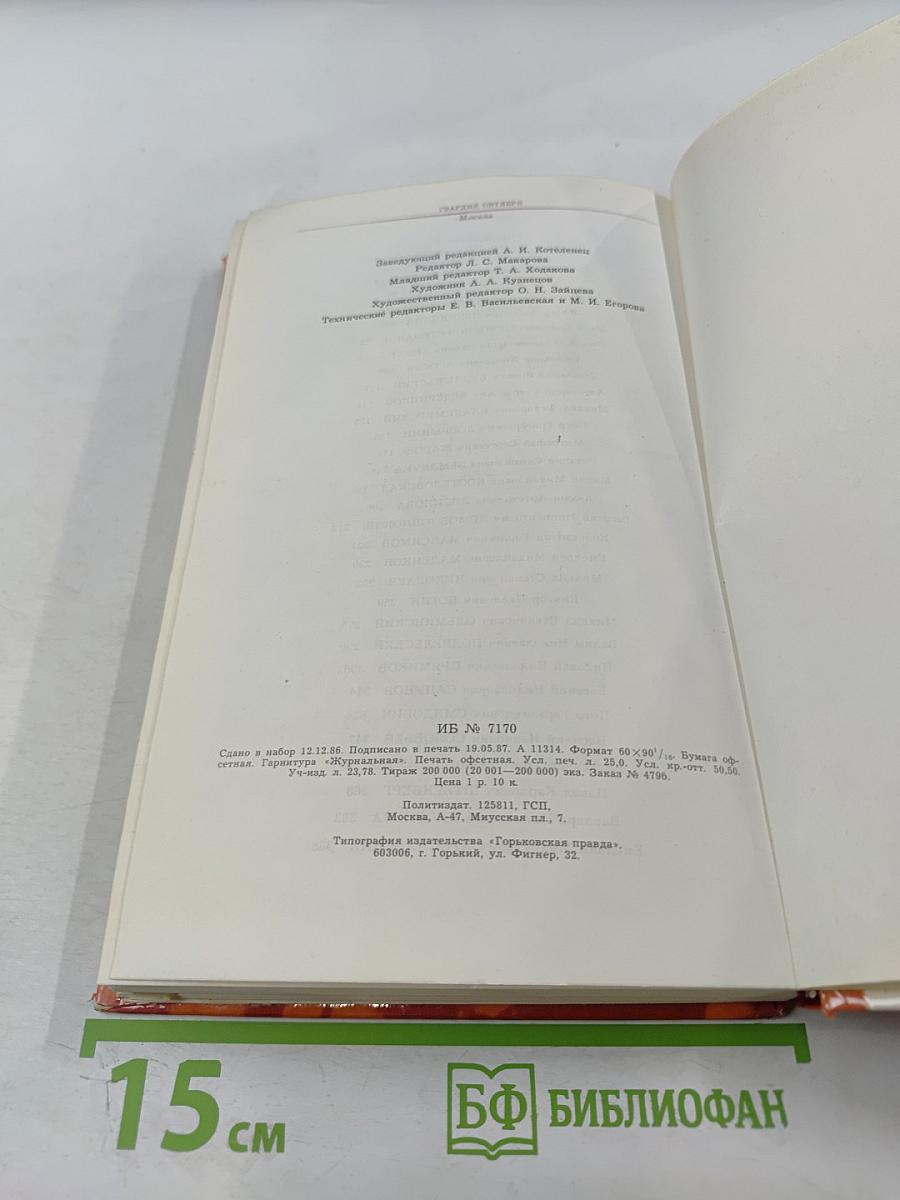 ГВАРДИЯ ОКТЯБРЯ
Москва
Заведующий редакцией А. И. Котеленец
Редактор Л. С. Макарова
Младший редактор Т. А. Ходакова
Художник А. А. Кузнецов
Художественный редактор О. Н. Зайцева
Технические редакторы Е. В. Васильевская и М. И. Егорова
ИБ № 7170
Сдано в набор 12.12.86. Подписано в печать 19.05.87. А 11314. Формат 60×90¹/₁₆. Бумага оф-
сетная. Гарнитура «Журнальная». Печать офсетная. Усл. печ. л. 25,0. Усл. кр.-отт. 50,50.
Уч-изд. л. 23,78. Тираж 200 000 (20 001—200 000) экз. Заказ № 4796.
Цена 1 р. 10 к.
Политиздат. 125811, ГСП,
Москва, А-47, Миусская пл., 7.
Типография издательства «Горьковская правда».
603006, г. Горький, ул. Фигнер, 32.
15 см
БФ БИБЛИОФАН